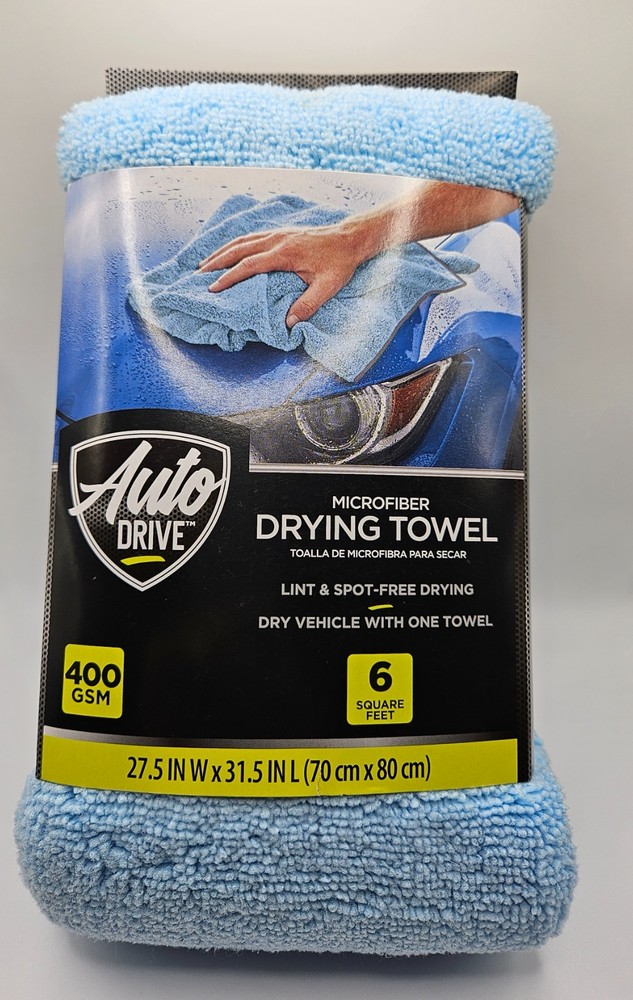 Auto
DRIVE™
MICROFIBER
DRYING TOWEL
TOALLA DE MICROFIBRA PARA SECAR
LINT & SPOT-FREE DRYING
DRY VEHICLE WITH ONE TOWEL
400
GSM
6
SQUARE
FEET
27.5 IN W x 31.5 IN L (70 cm x 80 cm)